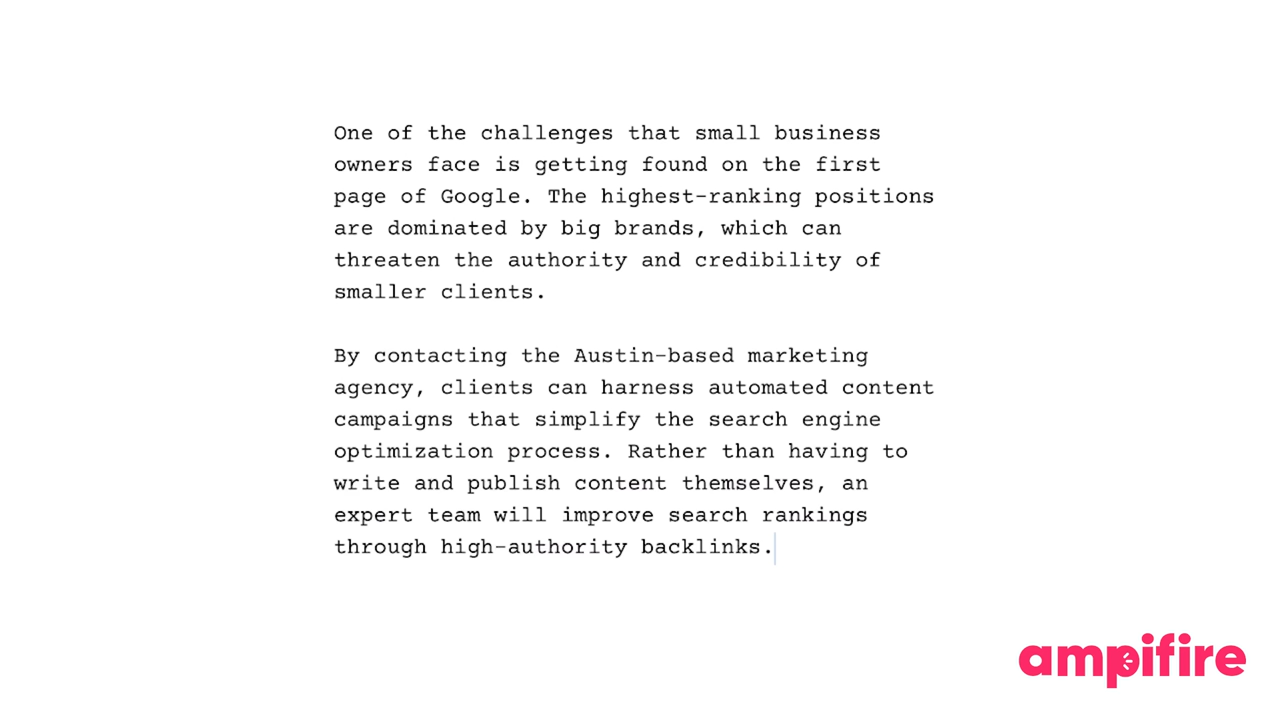 One of the challenges that small business
owners face is getting found on the first
page of Google. The highest-ranking positions
are dominated by big brands, which can
threaten the authority and credibility of
smaller clients.
By contacting the Austin-based marketing
agency, clients can harness automated content
campaigns that simplify the search engine
optimization process. Rather than having to
write and publish content themselves, an
expert team will improve search rankings
through high-authority backlinks.
ampifire